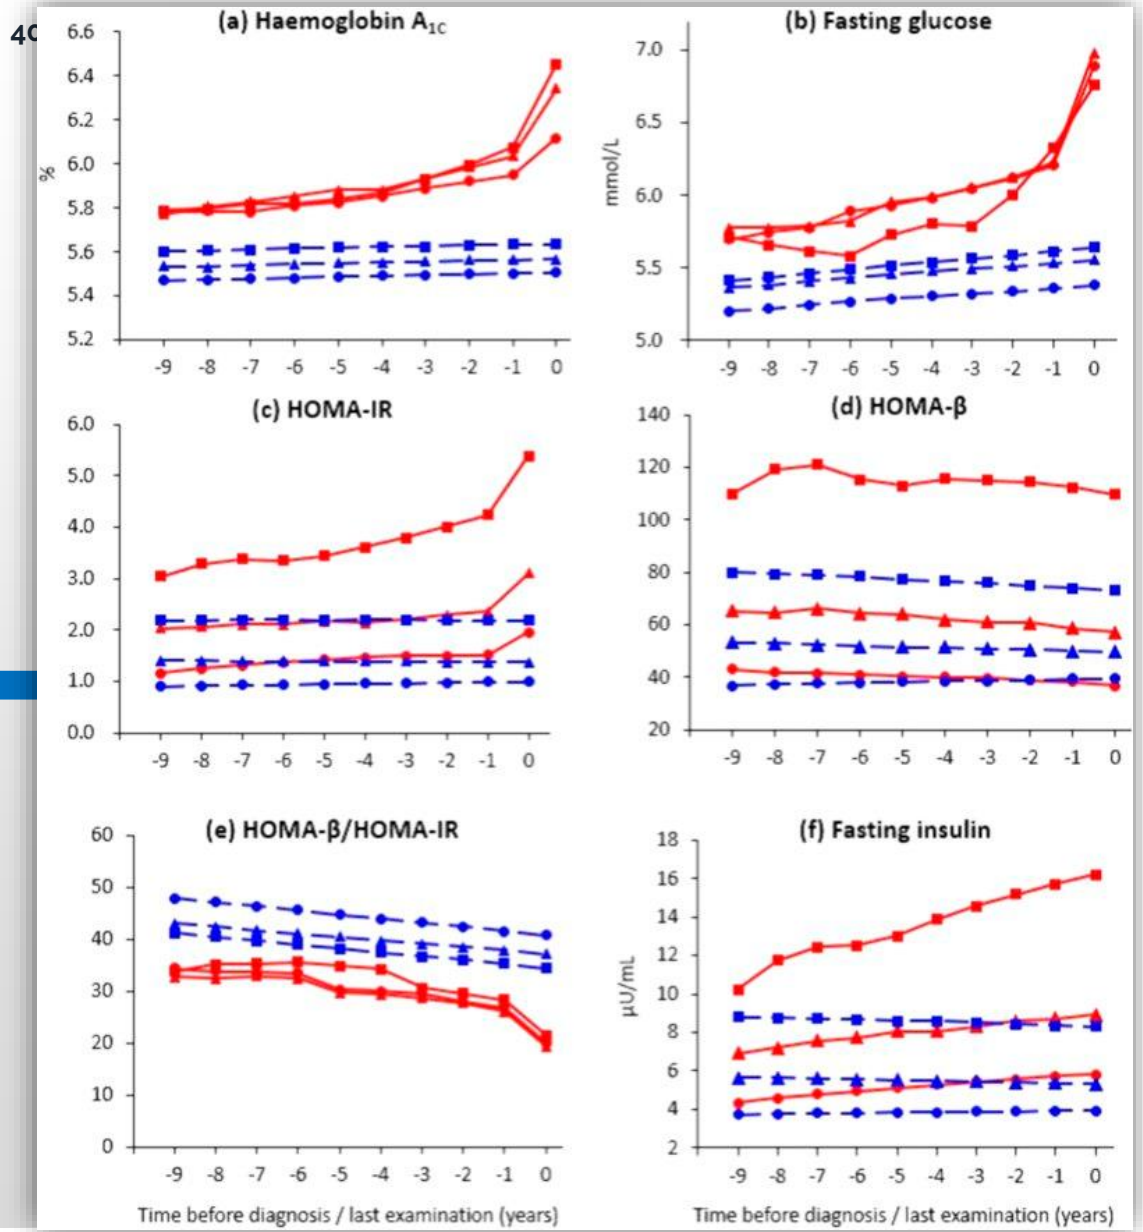 40
(a) Haemoglobin A1C
6.6
6.4
6.2
6.0
5.8
5.6
5.4
5.2
%
-9 -8 -7 -6 -5 -4 -3 -2 -1 0
(b) Fasting glucose
7.0
6.5
6.0
5.5
5.0
mmol/L
-9 -8 -7 -6 -5 -4 -3 -2 -1 0
(c) HOMA-IR
6.0
5.0
4.0
3.0
2.0
1.0
0.0
-9 -8 -7 -6 -5 -4 -3 -2 -1 0
(d) HOMA-β
140
120
100
80
60
40
20
-9 -8 -7 -6 -5 -4 -3 -2 -1 0
(e) HOMA-β/HOMA-IR
60
50
40
30
20
10
0
-9 -8 -7 -6 -5 -4 -3 -2 -1 0
Time before diagnosis / last examination (years)
(f) Fasting insulin
18
16
14
12
10
8
6
4
2
μU/mL
-9 -8 -7 -6 -5 -4 -3 -2 -1 0
Time before diagnosis / last examination (years)